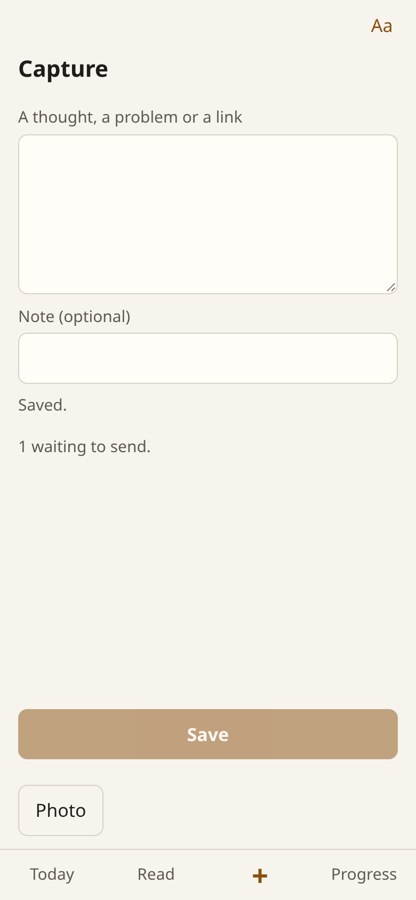 Aa
Capture
A thought, a problem or a link
Note (optional)
Saved.
1 waiting to send.
Save
Photo
Today Read + Progress